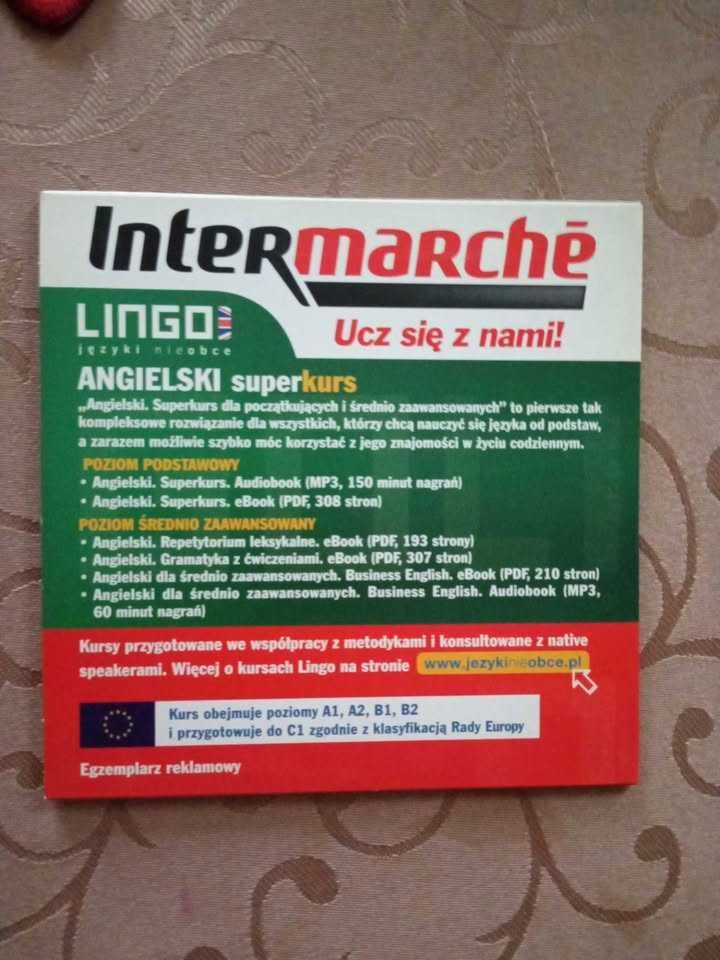 Intermarchē
LINGO
języki nieobce
Ucz się z nami!
ANGIELSKI superkurs
„Angielski. Superkurs dla początkujących i średnio zaawansowanych” to pierwsze tak
kompleksowe rozwiązanie dla wszystkich, którzy chcą nauczyć się języka od podstaw,
a zarazem możliwie szybko móc korzystać z jego znajomości w życiu codziennym.
POZIOM PODSTAWOWY
• Angielski. Superkurs. Audiobook (MP3, 150 minut nagrań)
• Angielski. Superkurs. eBook (PDF, 308 stron)
POZIOM ŚREDNIO ZAAWANSOWANY
• Angielski. Repetytorium leksykalne. eBook (PDF, 193 strony)
• Angielski. Gramatyka z ćwiczeniami. eBook (PDF, 307 stron)
• Angielski dla średnio zaawansowanych. Business English. eBook (PDF, 210 stron)
• Angielski dla średnio zaawansowanych. Business English. Audiobook (MP3,
60 minut nagrań)
Kursy przygotowane we współpracy z metodykami i konsultowane z native
speakerami. Więcej o kursach Lingo na stronie www.jezykinieobce.pl
Kurs obejmuje poziomy A1, A2, B1, B2
i przygotowuje do C1 zgodnie z klasyfikacją Rady Europy
Egzemplarz reklamowy